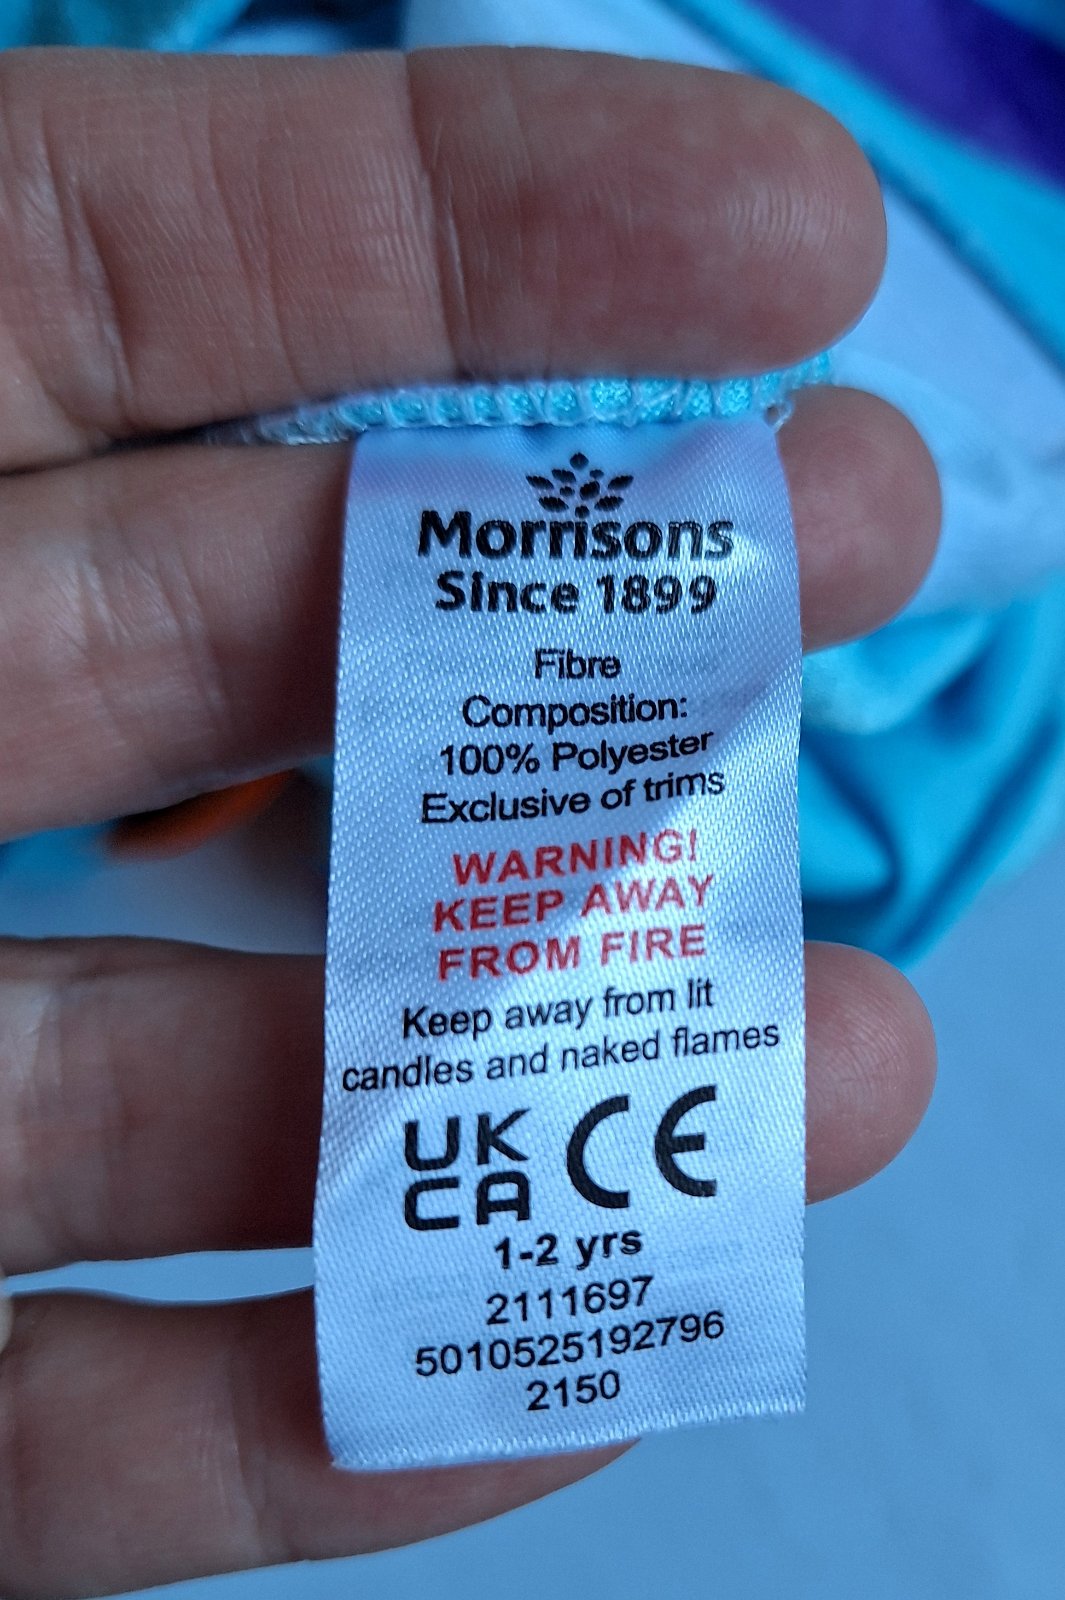 Morrisons
Since 1899
Fibre
Composition:
100% Polyester
Exclusive of trims
WARNING!
KEEP AWAY
FROM FIRE
Keep away from lit
candles and naked flames
UK CE
CA
1-2 yrs
2111697
5010525192796
2150